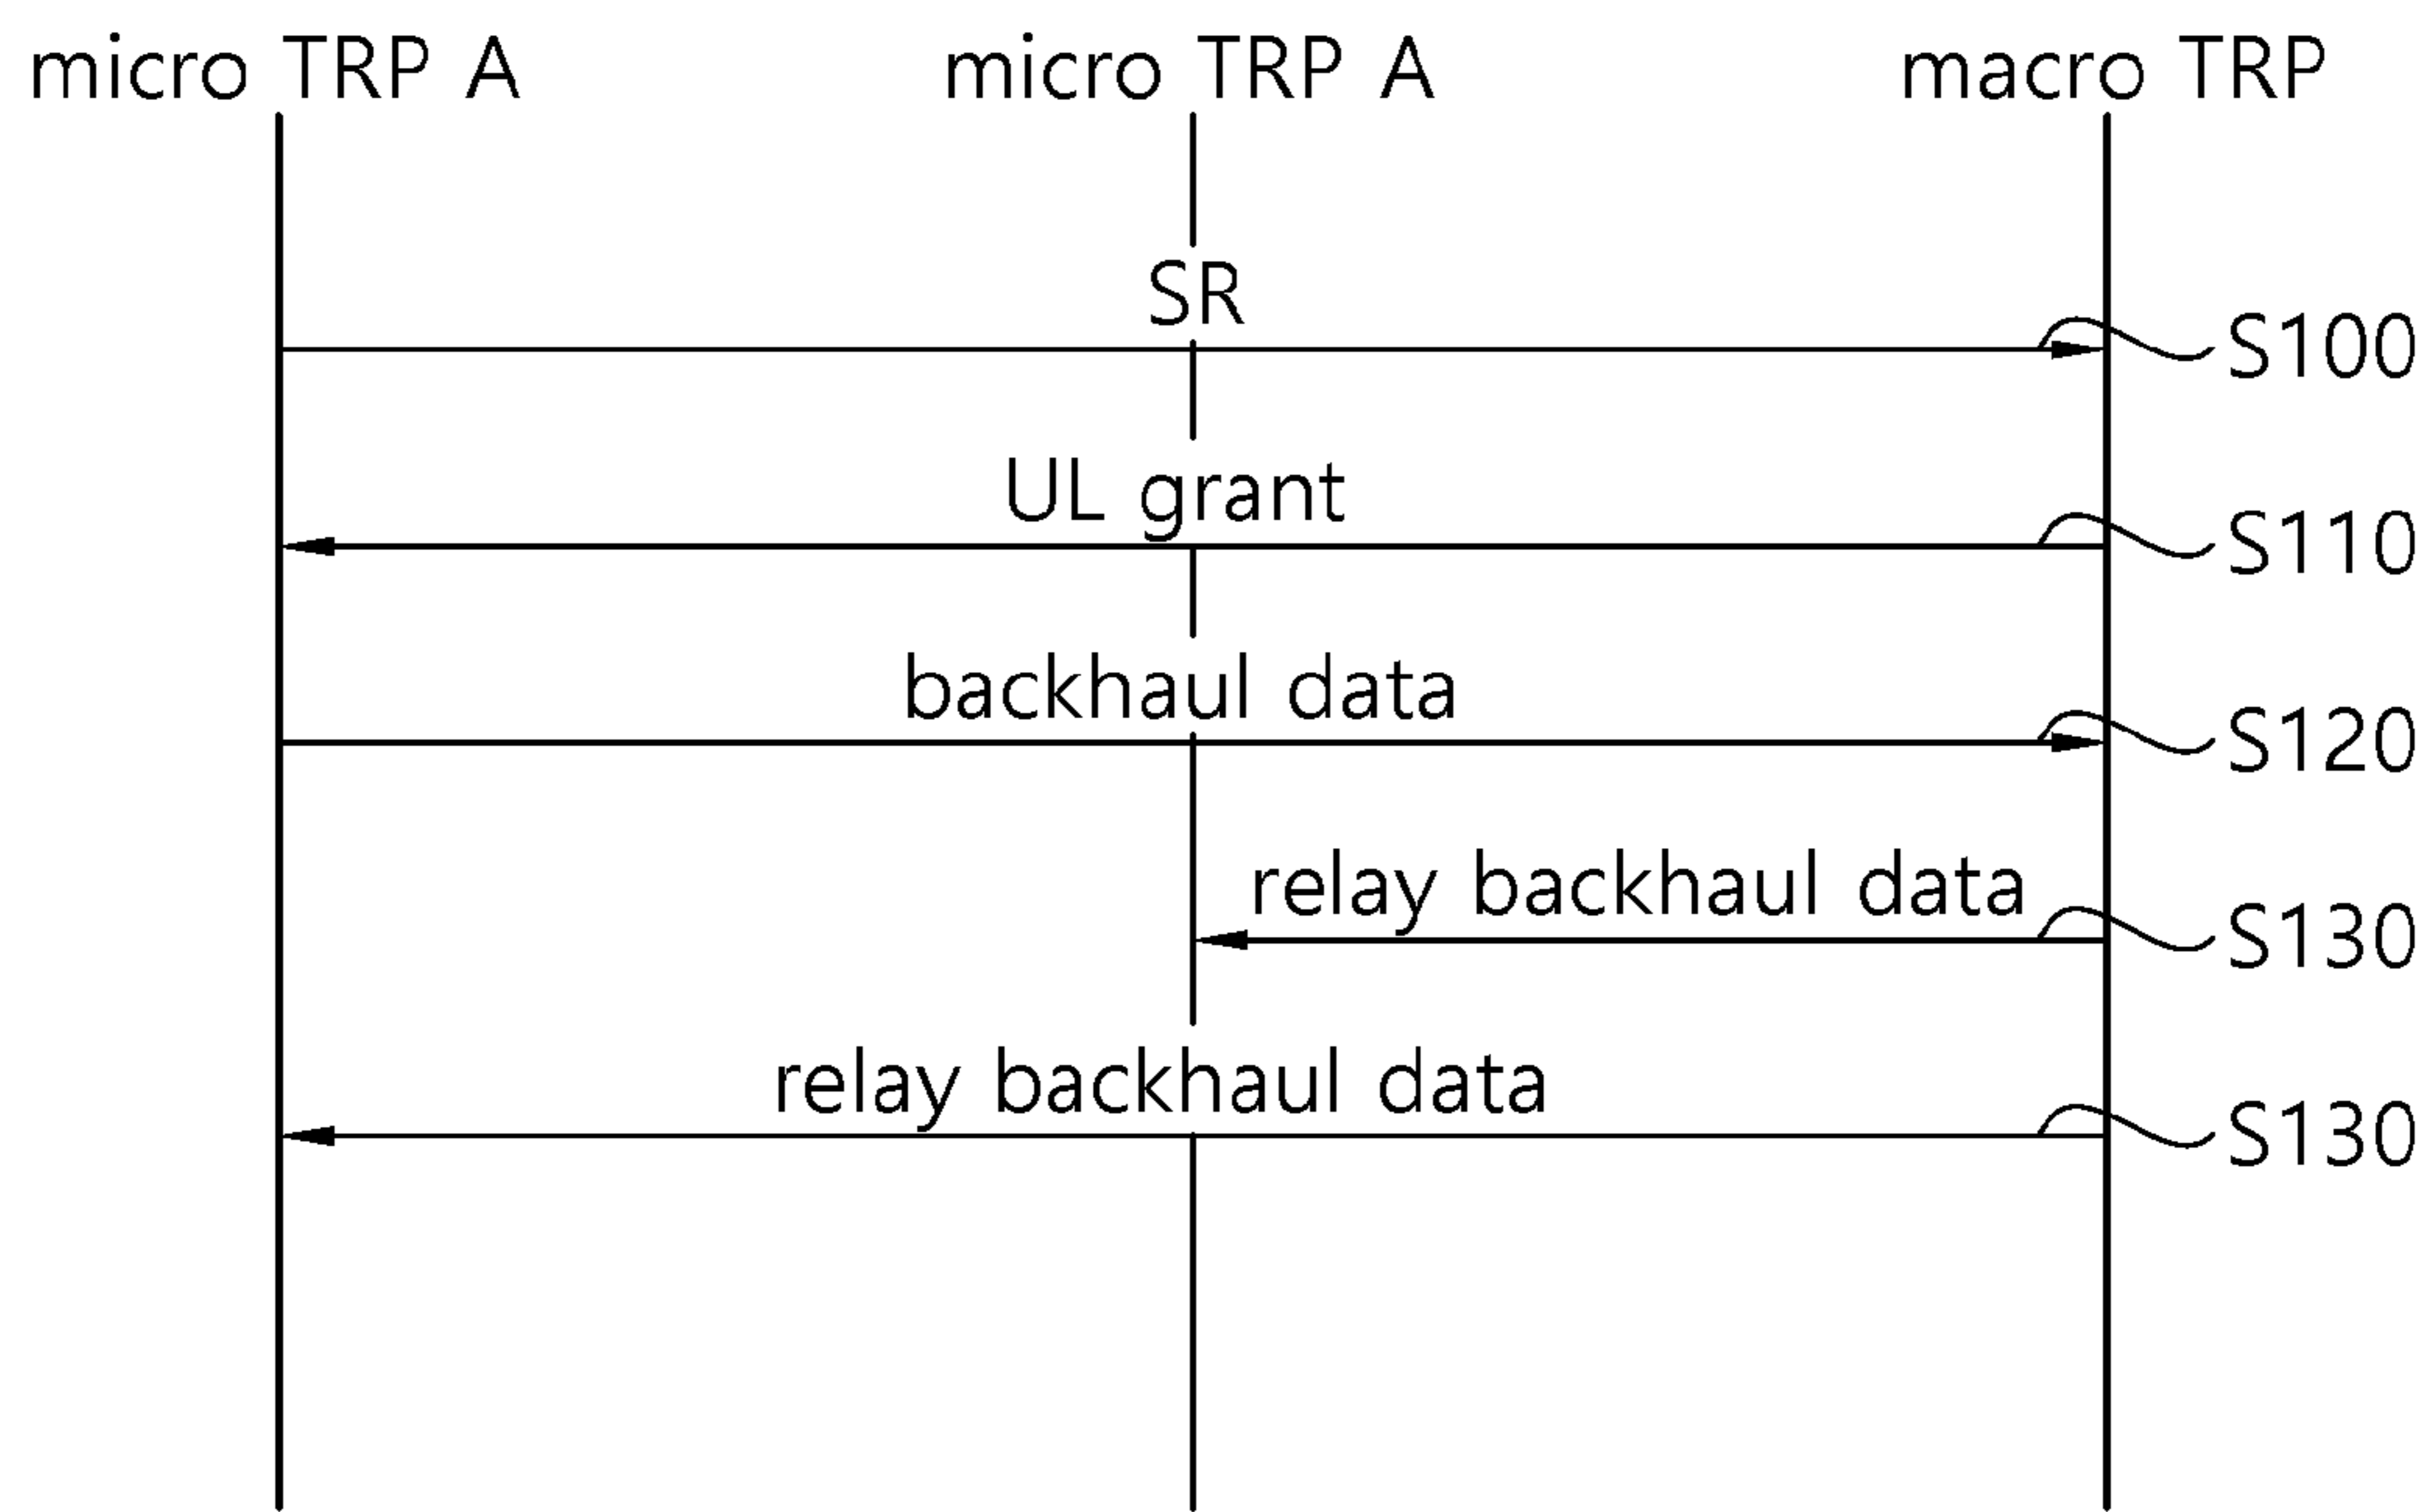 micro TRP A
micro TRP A
macro TRP
SR
S100
UL grant
S110
backhaul data
S120
relay backhaul data
S130
relay backhaul data
S130